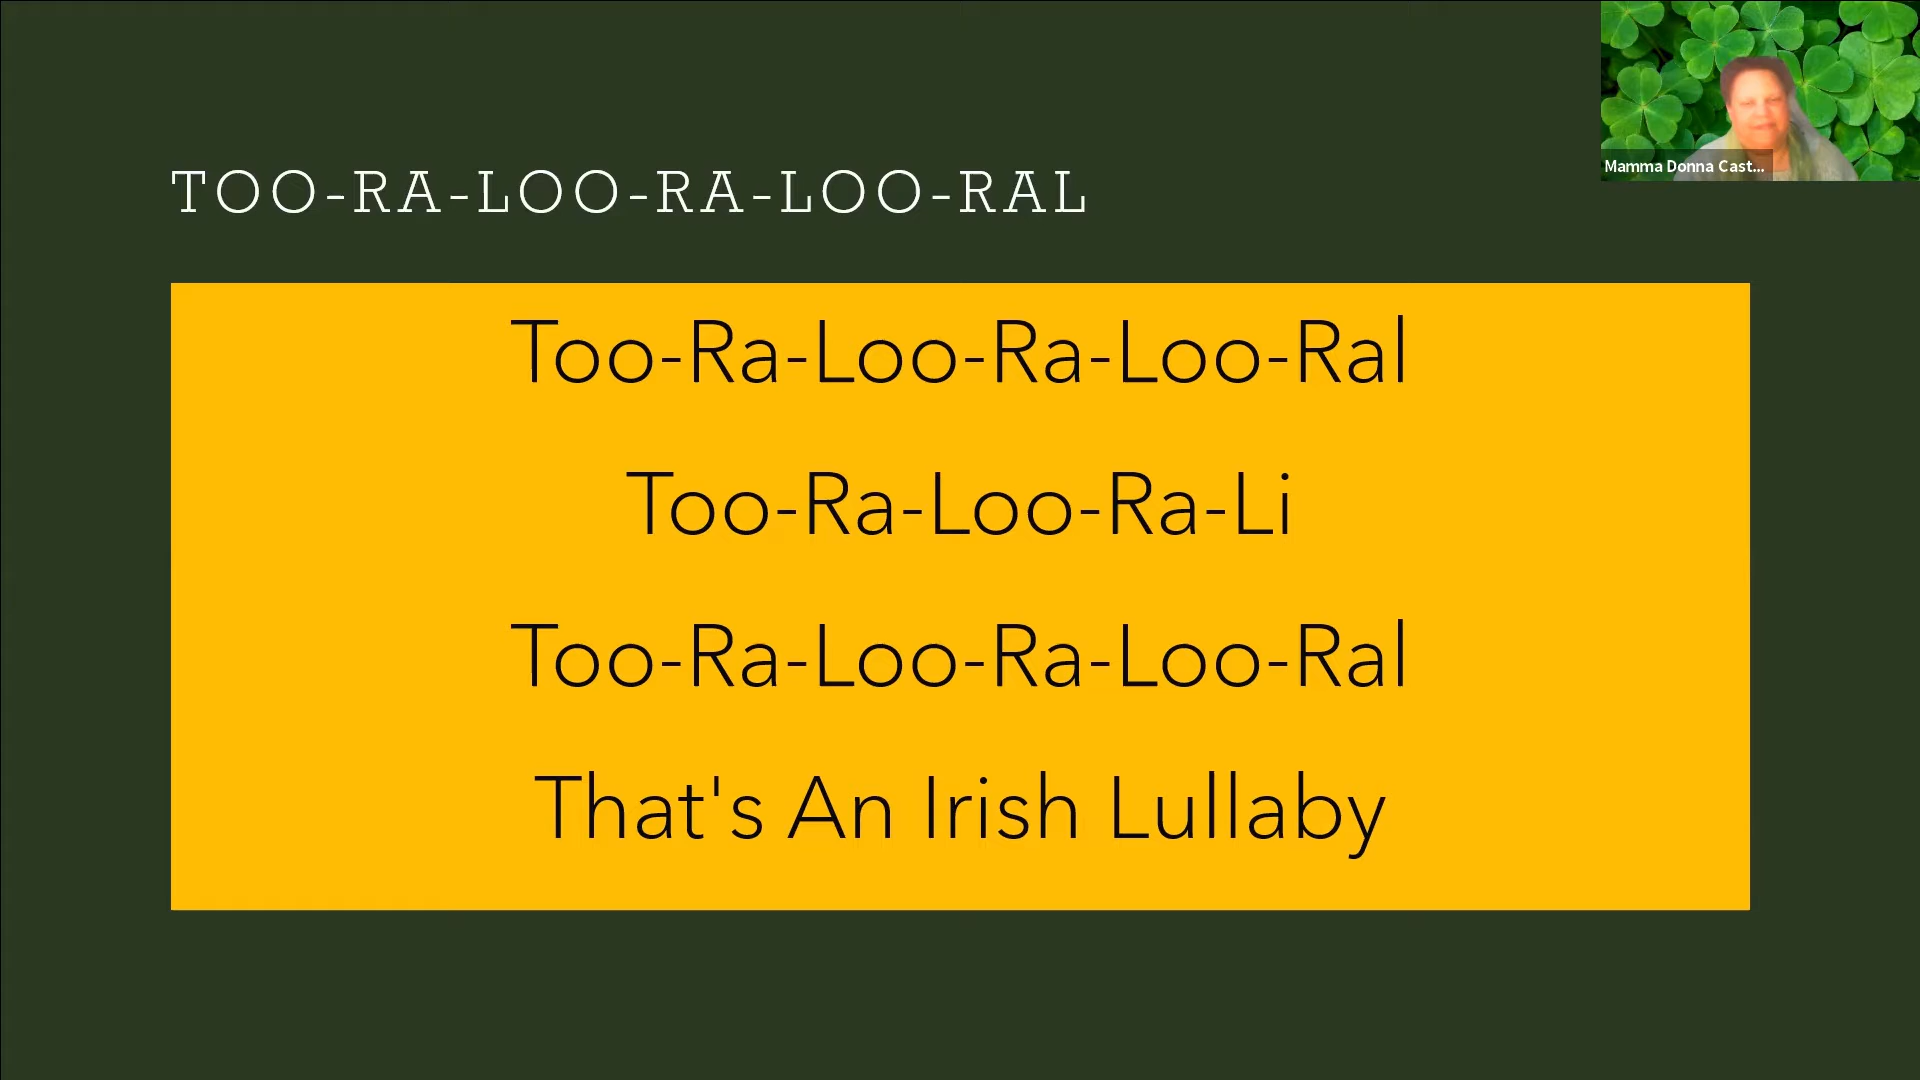 TOO-RA-LOO-RA-LOO-RAL
Mamma Donna Cast...
Too-Ra-Loo-Ra-Loo-Ral
Too-Ra-Loo-Ra-Li
Too-Ra-Loo-Ra-Loo-Ral
That's An Irish Lullaby